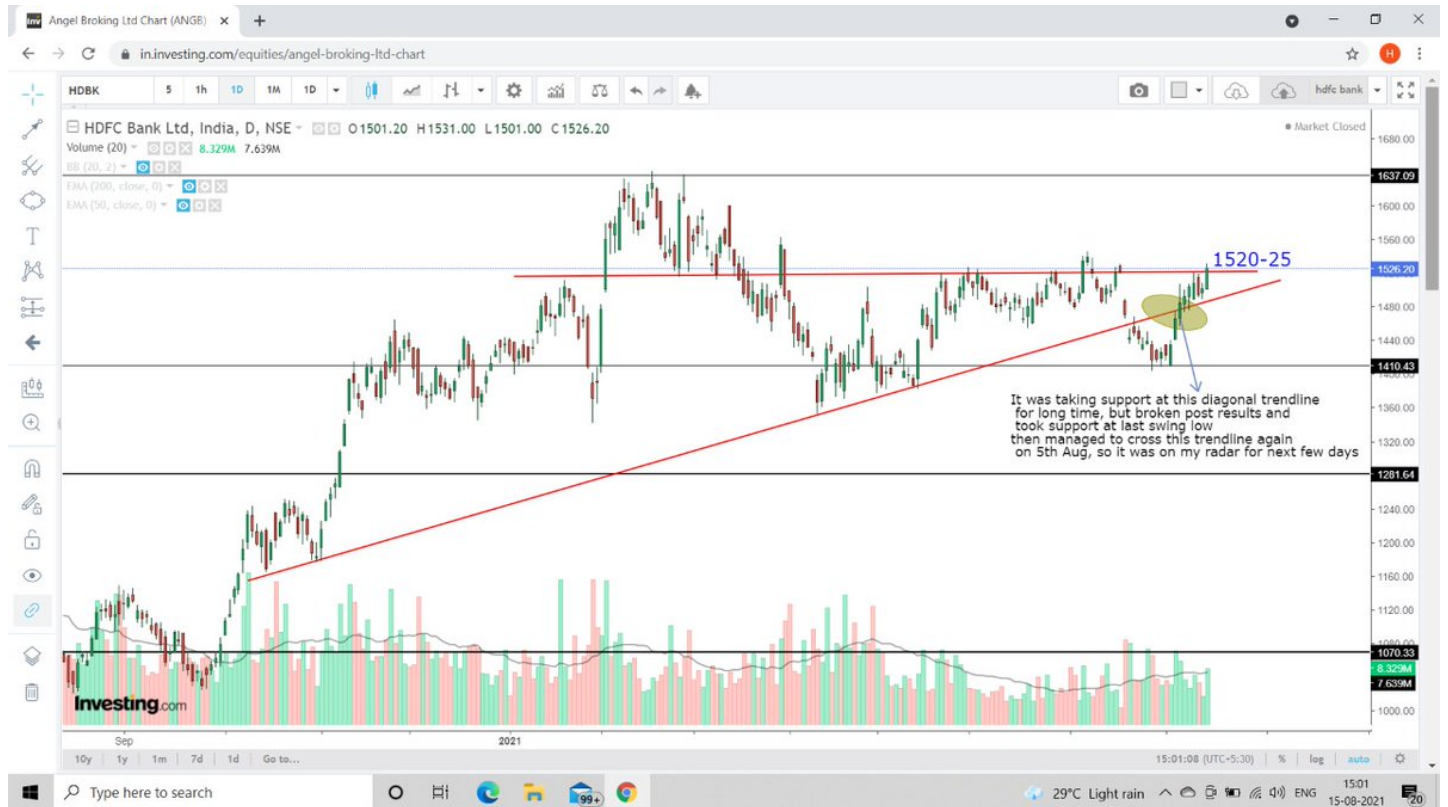 inv Angel Broking Ltd Chart (ANGB) × +
in.investing.com/equities/angel-broking-ltd-chart H
HDBK 5 1h 1D 1M 1D hdfc bank
HDFC Bank Ltd, India, D, NSE O1501.20 H1531.00 L1501.00 C1526.20 Market Closed
Volume (20) 8.329M 7.639M
BB (20, 2)
EMA (200, close, 0)
EMA (50, close, 0)
1680.00
1637.09
1600.00
1560.00
1520-25
1526.20
1480.00
1440.00
1410.43
1400.00
1360.00
It was taking support at this diagonal trendline
for long time, but broken post results and
took support at last swing low
then managed to cross this trendline again
on 5th Aug, so it was on my radar for next few days
1320.00
1281.64
1240.00
1200.00
1160.00
1120.00
1080.00
1070.33
8.329M
7.639M
1000.00
Investing.com
Sep 2021
10y 1y 1m 7d 1d Go to... 15:01:08 (UTC+5:30) % log auto
Type here to search 99+ 29°C Light rain ENG 15:01
15-08-2021 20